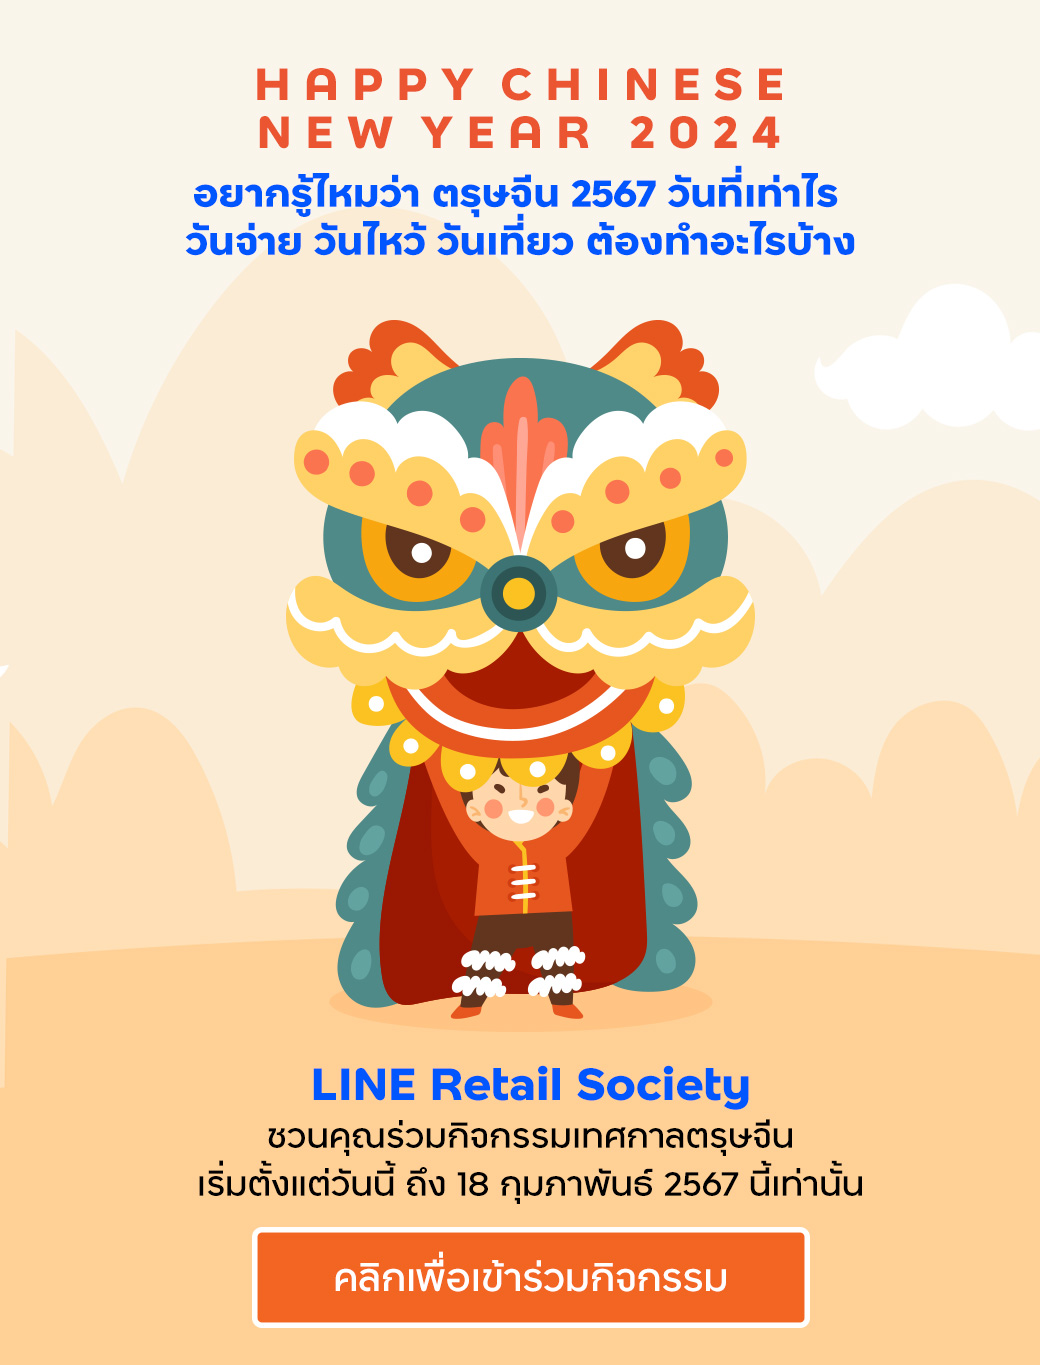 HAPPY CHINESE
NEW YEAR 2024
อยากรู้ไหมว่า ตรุษจีน 2567 วันที่เท่าไร
วันจ่าย วันไหว้ วันเที่ยว ต้องทำอะไรบ้าง
LINE Retail Society
ชวนคุณร่วมกิจกรรมเทศกาลตรุษจีน
เริ่มตั้งแต่วันนี้ ถึง 18 กุมภาพันธ์ 2567 นี้เท่านั้น
คลิกเพื่อเข้าร่วมกิจกรรม